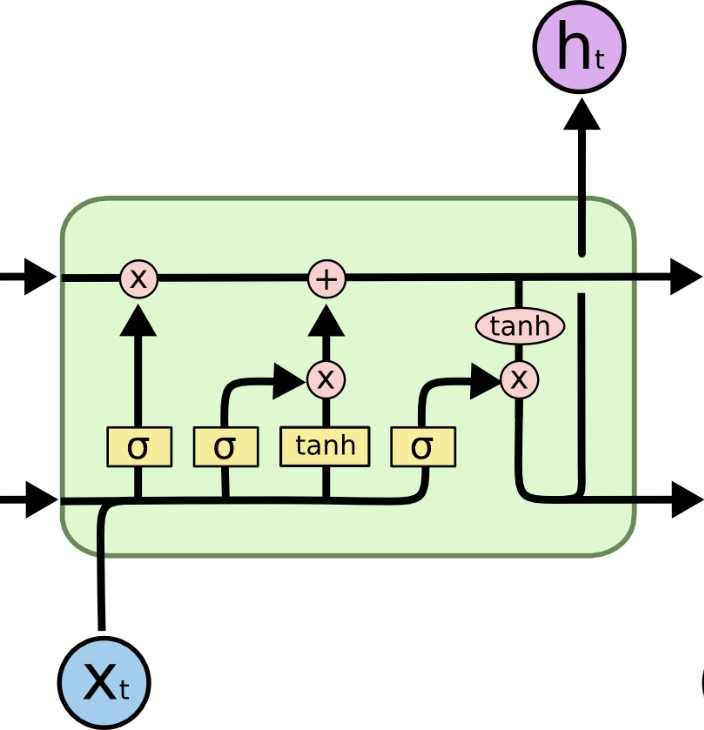 ht
x +
tanh
x x
σ σ tanh σ
xt